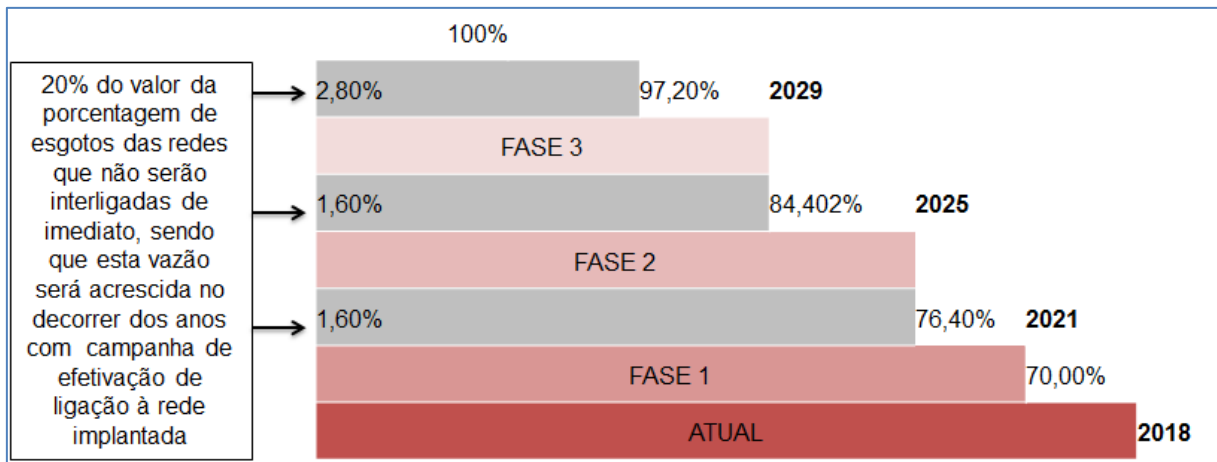 100%
20% do valor da
porcentagem de
esgotos das redes
que não serão
interligadas de
imediato, sendo
que esta vazão
será acrescida no
decorrer dos anos
com campanha de
efetivação de
ligação à rede
implantada
2,80% 97,20% 2029
FASE 3
1,60% 84,402% 2025
FASE 2
1,60% 76,40% 2021
FASE 1 70,00%
ATUAL 2018